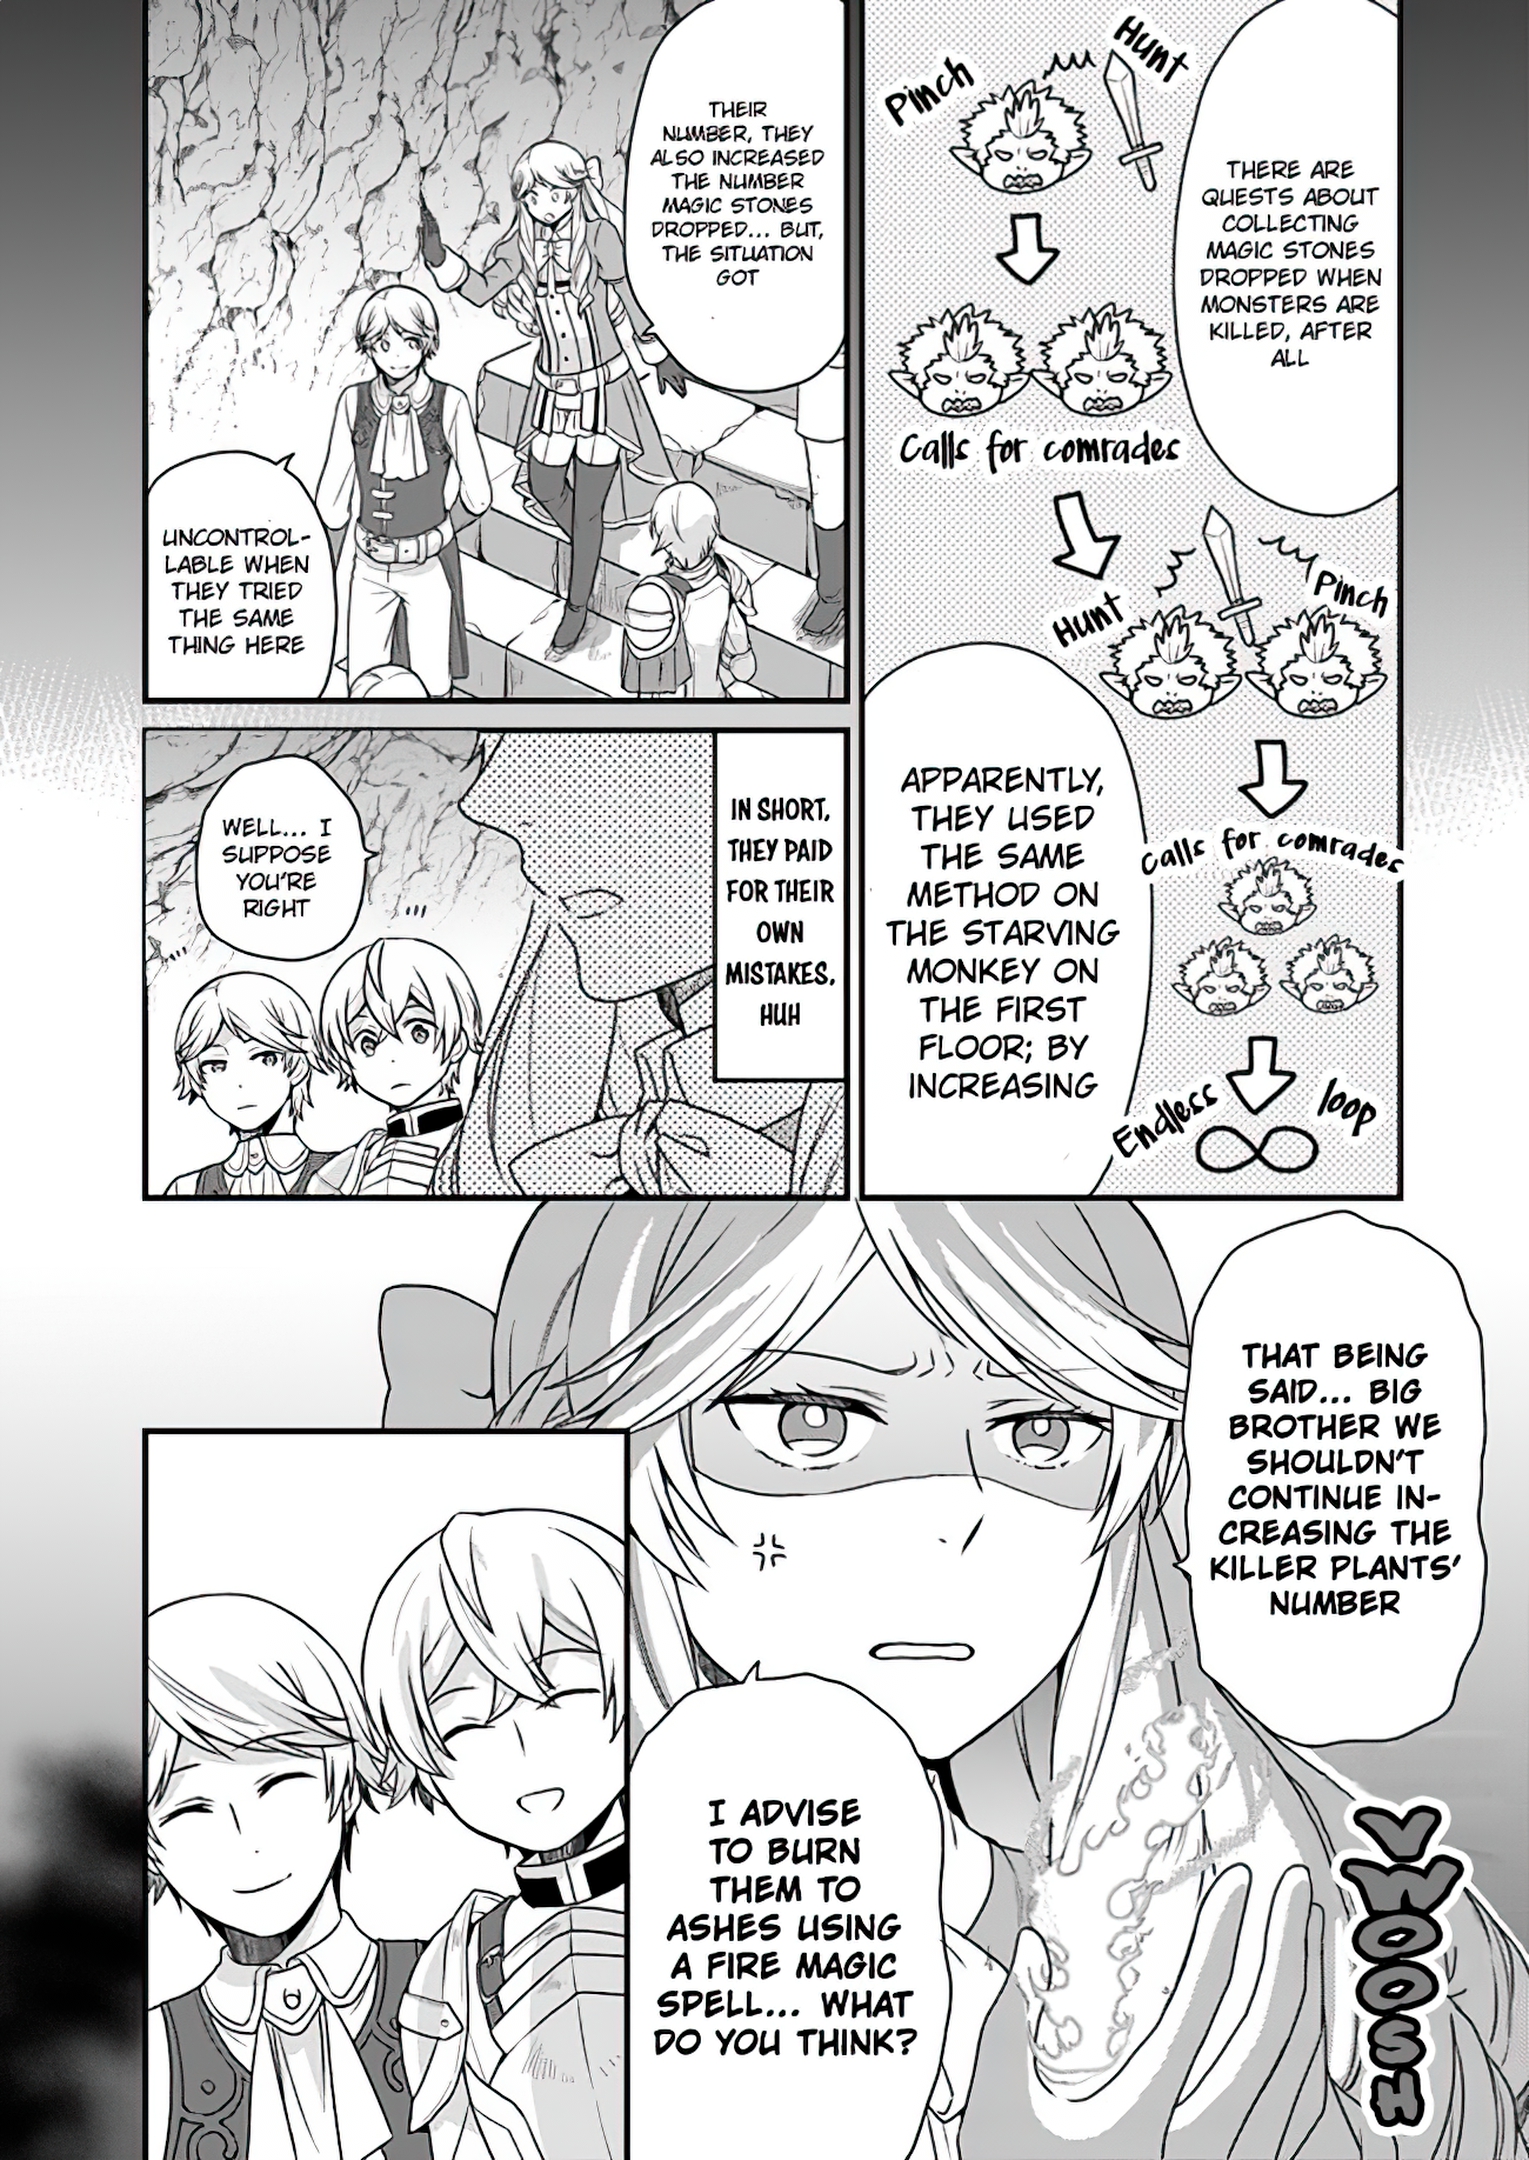 THERE ARE
QUESTS ABOUT
COLLECTING
MAGIC STONES
DROPPED WHEN
MONSTERS ARE
KILLED, AFTER
ALL
Hunt
Pinch
Calls for comrades
Pinch
Hunt
Calls for comrades
Endless
loop
APPARENTLY,
THEY USED
THE SAME
METHOD ON
THE STARVING
MONKEY ON
THE FIRST
FLOOR; BY
INCREASING
THEIR
NUMBER, THEY
ALSO INCREASED
THE NUMBER
MAGIC STONES
DROPPED... BUT,
THE SITUATION
GOT
UNCONTROL-
LABLE WHEN
THEY TRIED
THE SAME
THING HERE
IN SHORT,
THEY PAID
FOR THEIR
OWN
MISTAKES,
HUH
WELL... I
SUPPOSE
YOU'RE
RIGHT
THAT BEING
SAID... BIG
BROTHER WE
SHOULDN'T
CONTINUE IN-
CREASING THE
KILLER PLANTS'
NUMBER
VWOOSH
I ADVISE
TO BURN
THEM TO
ASHES USING
A FIRE MAGIC
SPELL... WHAT
DO YOU THINK?